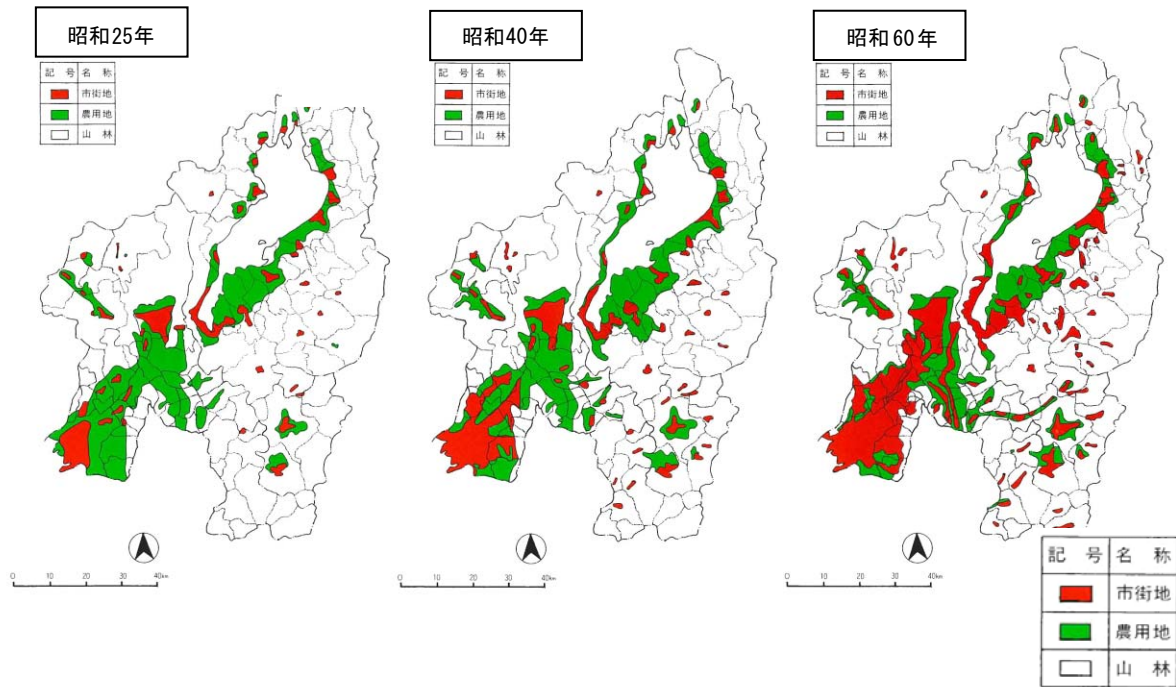 昭和25年
記 号 名 称
市街地
農用地
山 林
0 10 20 30 40km
昭和40年
記 号 名 称
市街地
農用地
山 林
0 10 20 30 40km
昭和60年
記 号 名 称
市街地
農用地
山 林
0 10 20 30 40km
記 号 名 称
市街地
農用地
山 林